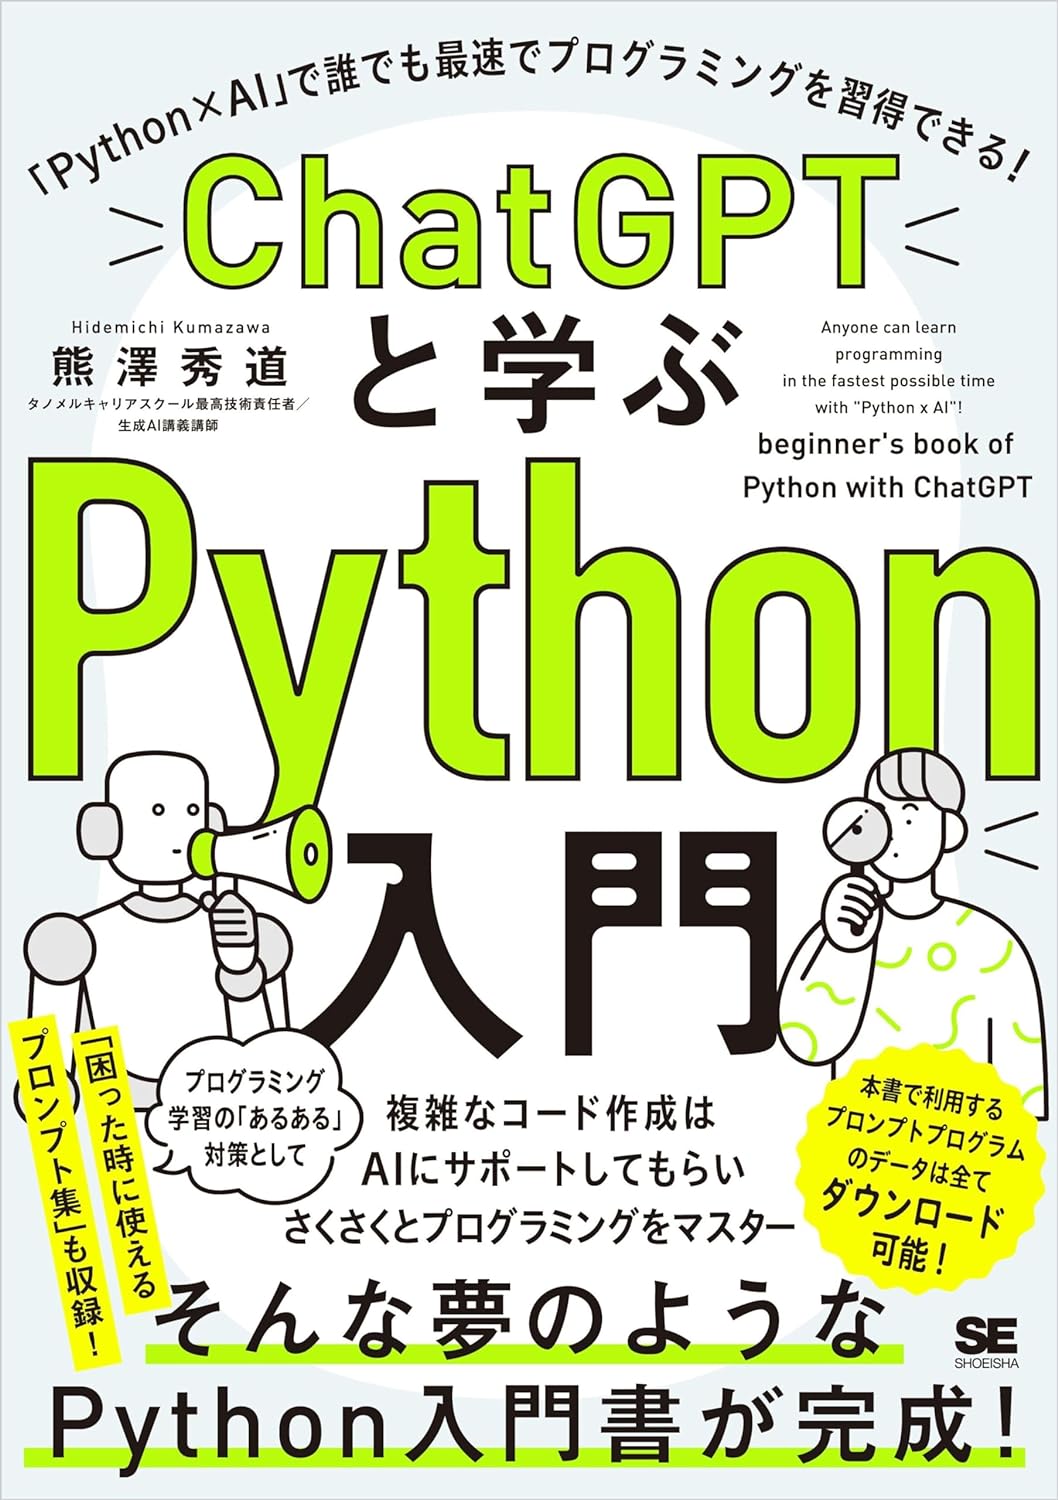 「Python×AI」で誰でも最速でプログラミングを習得できる！
ChatGPT
と学ぶ
Hidemichi Kumazawa
熊澤秀道
タノメルキャリアスクール最高技術責任者／
生成AI講義講師
Anyone can learn
programming
in the fastest possible time
with "Python x AI"!
beginner's book of
Python with ChatGPT
Python
入門
「困った時に使える
プロンプト集」も収録！
プログラミング
学習の「あるある」
対策として
複雑なコード作成は
AIにサポートしてもらい
さくさくとプログラミングをマスター
本書で利用する
プロンプトプログラム
のデータは全て
ダウンロード
可能！
そんな夢のような
Python入門書が完成！
SE
SHOEISHA